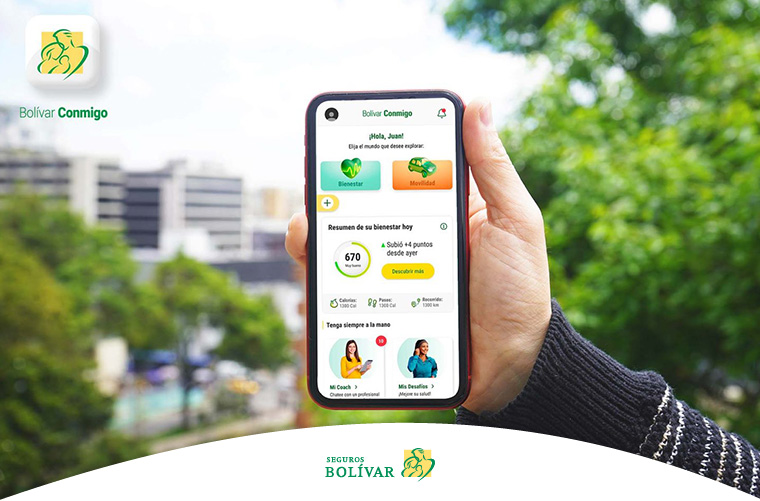 Bolívar Conmigo
Bolívar Conmigo
¡Hola, Juan!
Elija el mundo que desee explorar:
Bienestar
Movilidad
+
Resumen de su bienestar hoy
670
Muy bueno
Subió +4 puntos
desde ayer
Descubrir más
Calorías:
1380 Cal
Pasos:
1308 Cal
Recorrido:
1380 km
Tenga siempre a la mano
10
Mi Coach >
Chatee con un profesional
Mis Desafíos >
¡Mejore su salud!
SEGUROS
BOLÍVAR